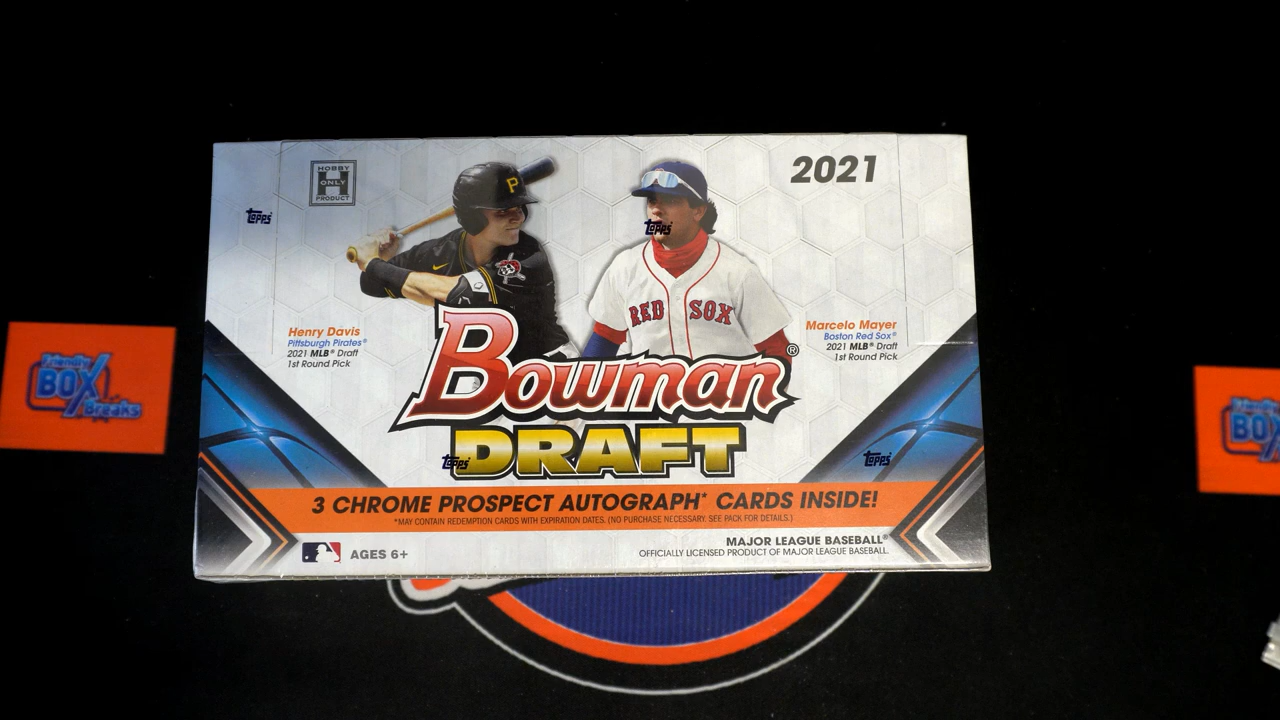 HOBBY
ONLY
PRODUCT
Topps
P
Topps
2021
RED SOX
Henry Davis
Pittsburgh Pirates®
2021 MLB® Draft
1st Round Pick
Marcelo Mayer
Boston Red Sox®
2021 MLB® Draft
1st Round Pick
Bowman®
DRAFT
Topps
Topps
3 CHROME PROSPECT AUTOGRAPH* CARDS INSIDE!
*MAY CONTAIN REDEMPTION CARDS WITH EXPIRATION DATES. (NO PURCHASE NECESSARY. SEE PACK FOR DETAILS.)
AGES 6+
MAJOR LEAGUE BASEBALL®
OFFICIALLY LICENSED PRODUCT OF MAJOR LEAGUE BASEBALL.
Friendly
BOX
Breaks
Friendly
BOX